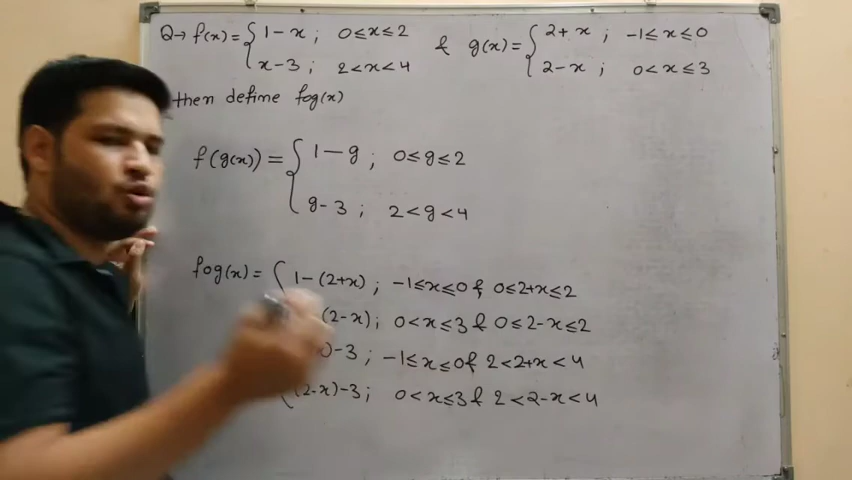 Q→ f(x) = { 1-x ; 0≤x≤2 & g(x) = { 2+x ; -1≤x≤0
x-3 ; 2<x<4 2-x ; 0<x≤3
then define fog(x)
f(g(x)) = { 1-g ; 0≤g≤2
g-3 ; 2<g<4
fog(x) = { 1-(2+x) ; -1≤x≤0 & 0≤2+x≤2
(2-x) ; 0<x≤3 & 0≤2-x≤2
-3 ; -1≤x≤0 & 2<2+x<4
(2-x)-3 ; 0<x≤3 & 2<2-x<4